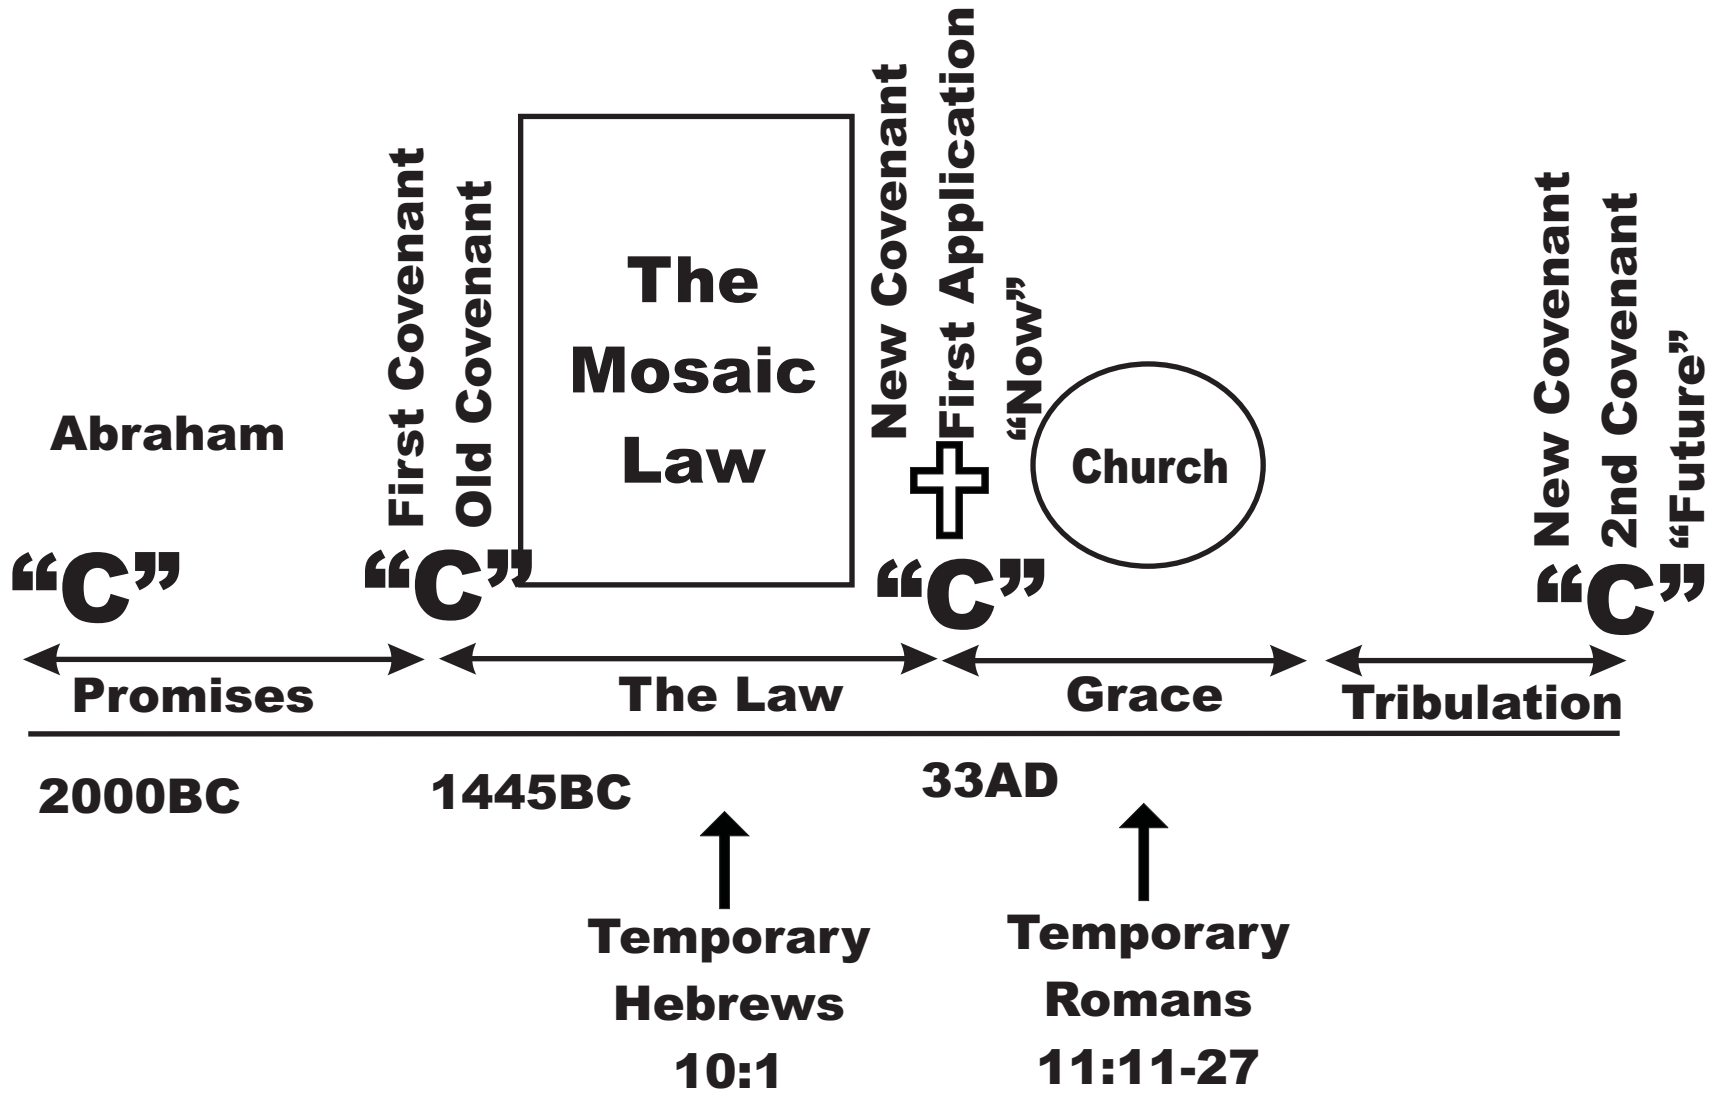 Abraham
“C”
First Covenant
Old Covenant
“C”
The
Mosaic
Law
New Covenant
First Application
“Now”
“C”
Church
New Covenant
2nd Covenant
“Future”
“C”
Promises
The Law
Grace
Tribulation
2000BC
1445BC
33AD
Temporary
Hebrews
10:1
Temporary
Romans
11:11-27